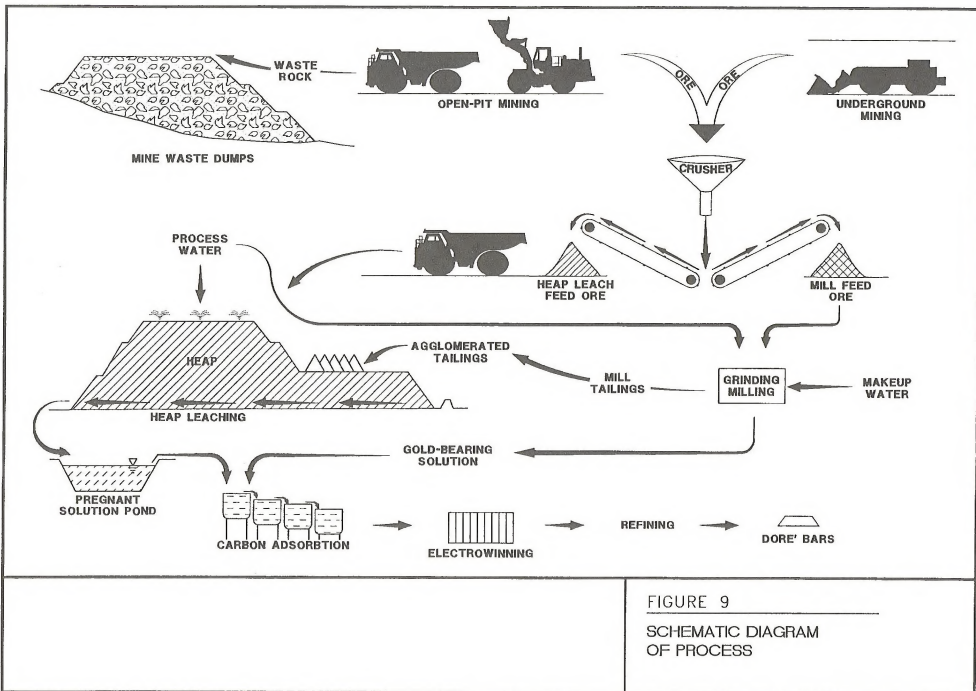 WASTE
ROCK
OPEN-PIT MINING
ORE
ORE
UNDERGROUND
MINING
MINE WASTE DUMPS
CRUSHER
PROCESS
WATER
HEAP LEACH
FEED ORE
MILL FEED
ORE
HEAP
AGGLOMERATED
TAILINGS
MILL
TAILINGS
GRINDING
MILLING
MAKEUP
WATER
HEAP LEACHING
GOLD-BEARING
SOLUTION
PREGNANT
SOLUTION POND
CARBON ADSORBTION
ELECTROWINNING
REFINING
DORE' BARS
FIGURE 9
SCHEMATIC DIAGRAM
OF PROCESS